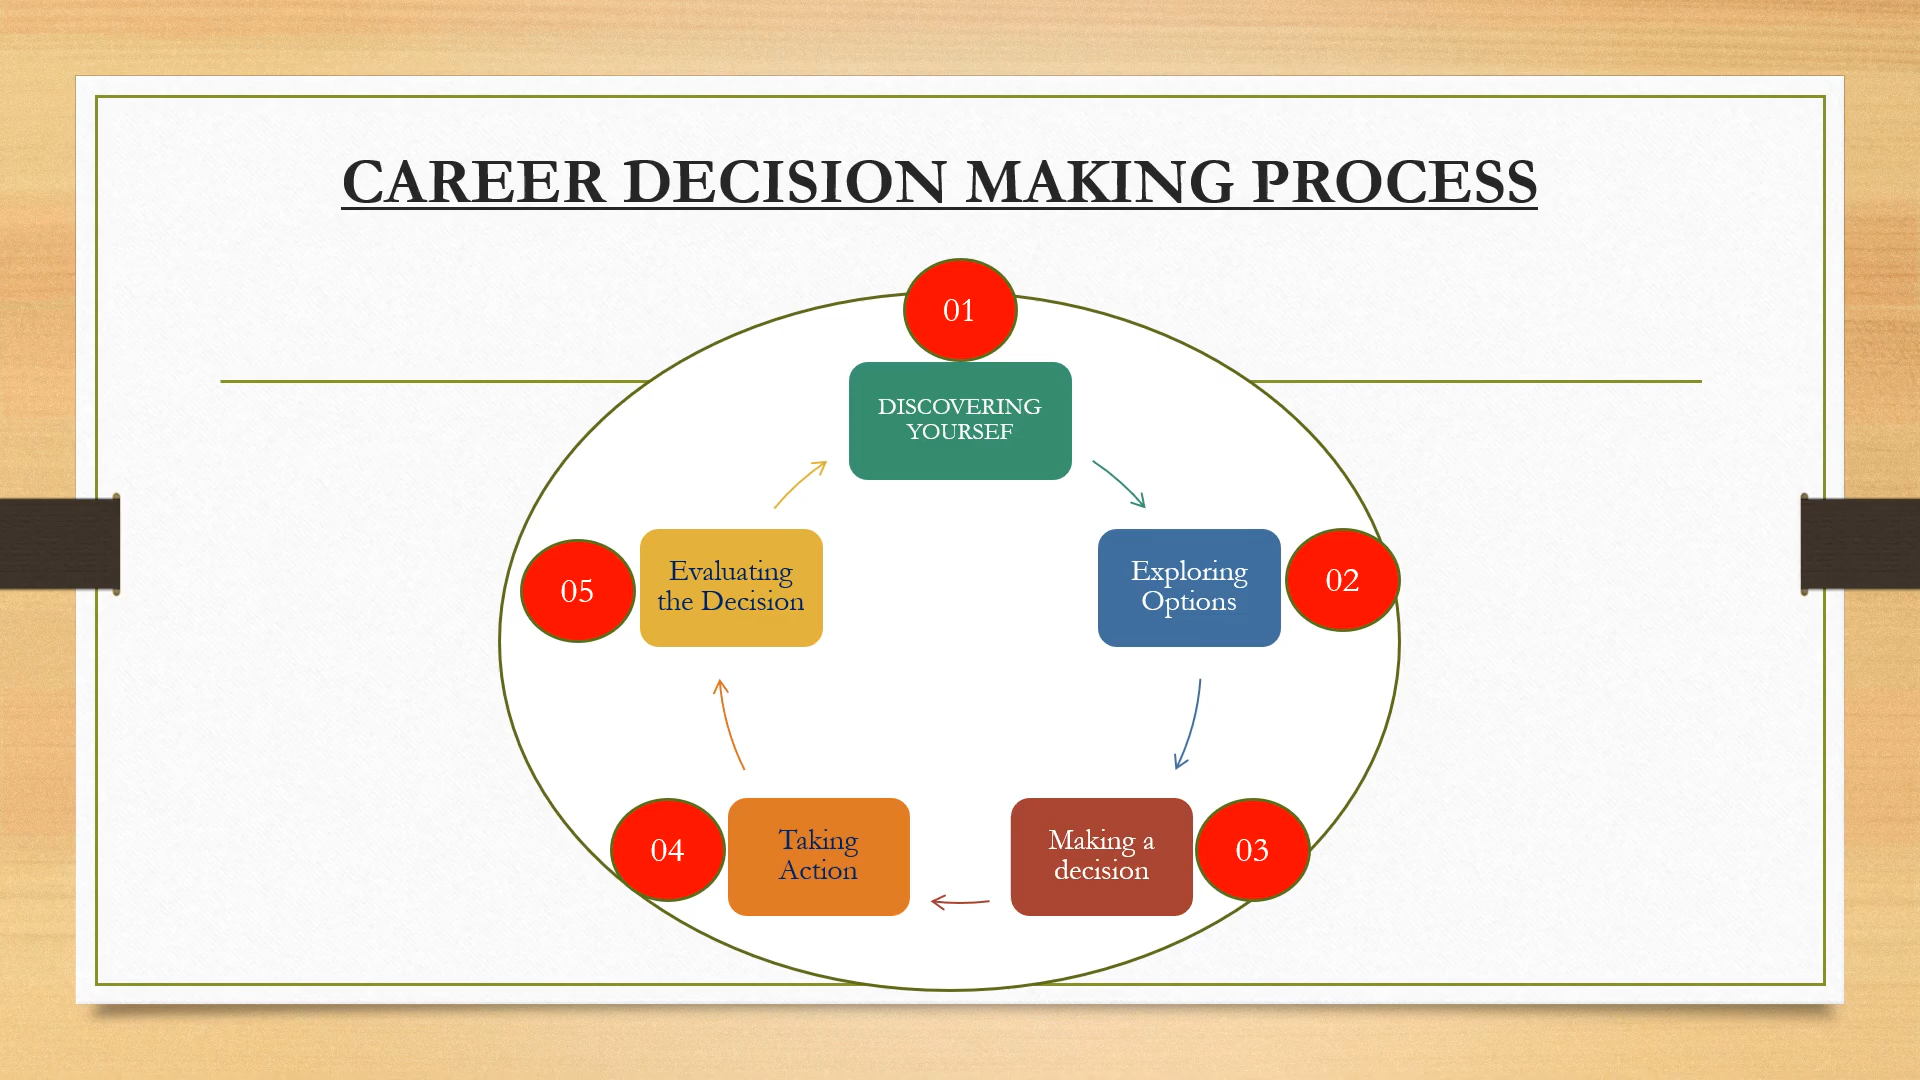 CAREER DECISION MAKING PROCESS
01
DISCOVERING
YOURSEF
02
Exploring
Options
03
Making a
decision
04
Taking
Action
05
Evaluating
the Decision